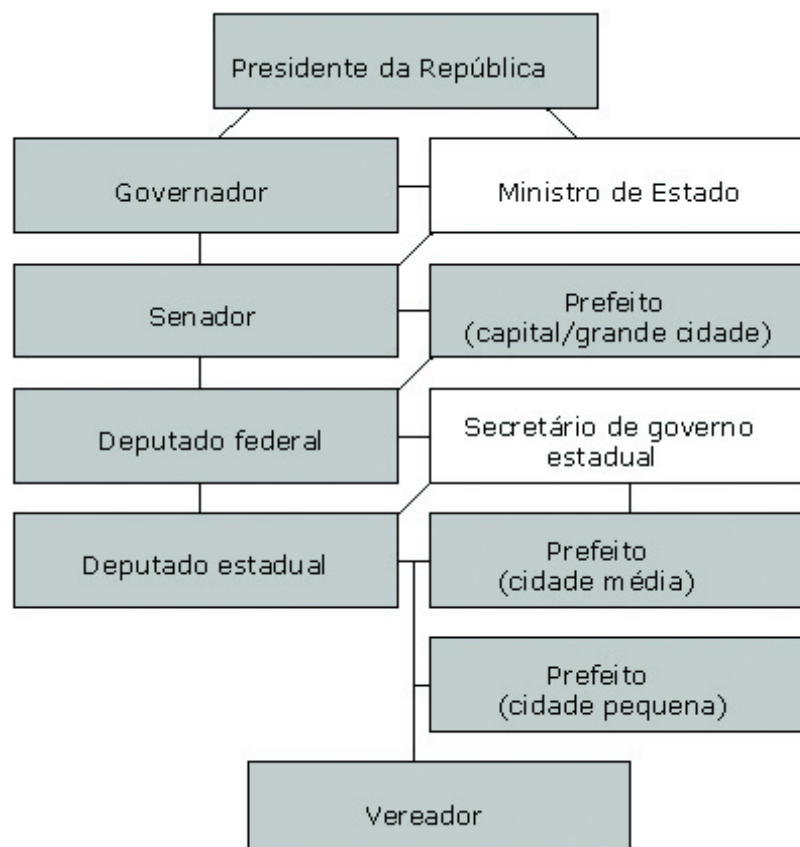 Presidente da República
Governador
Ministro de Estado
Senador
Prefeito
(capital/grande cidade)
Deputado federal
Secretário de governo
estadual
Deputado estadual
Prefeito
(cidade média)
Prefeito
(cidade pequena)
Vereador